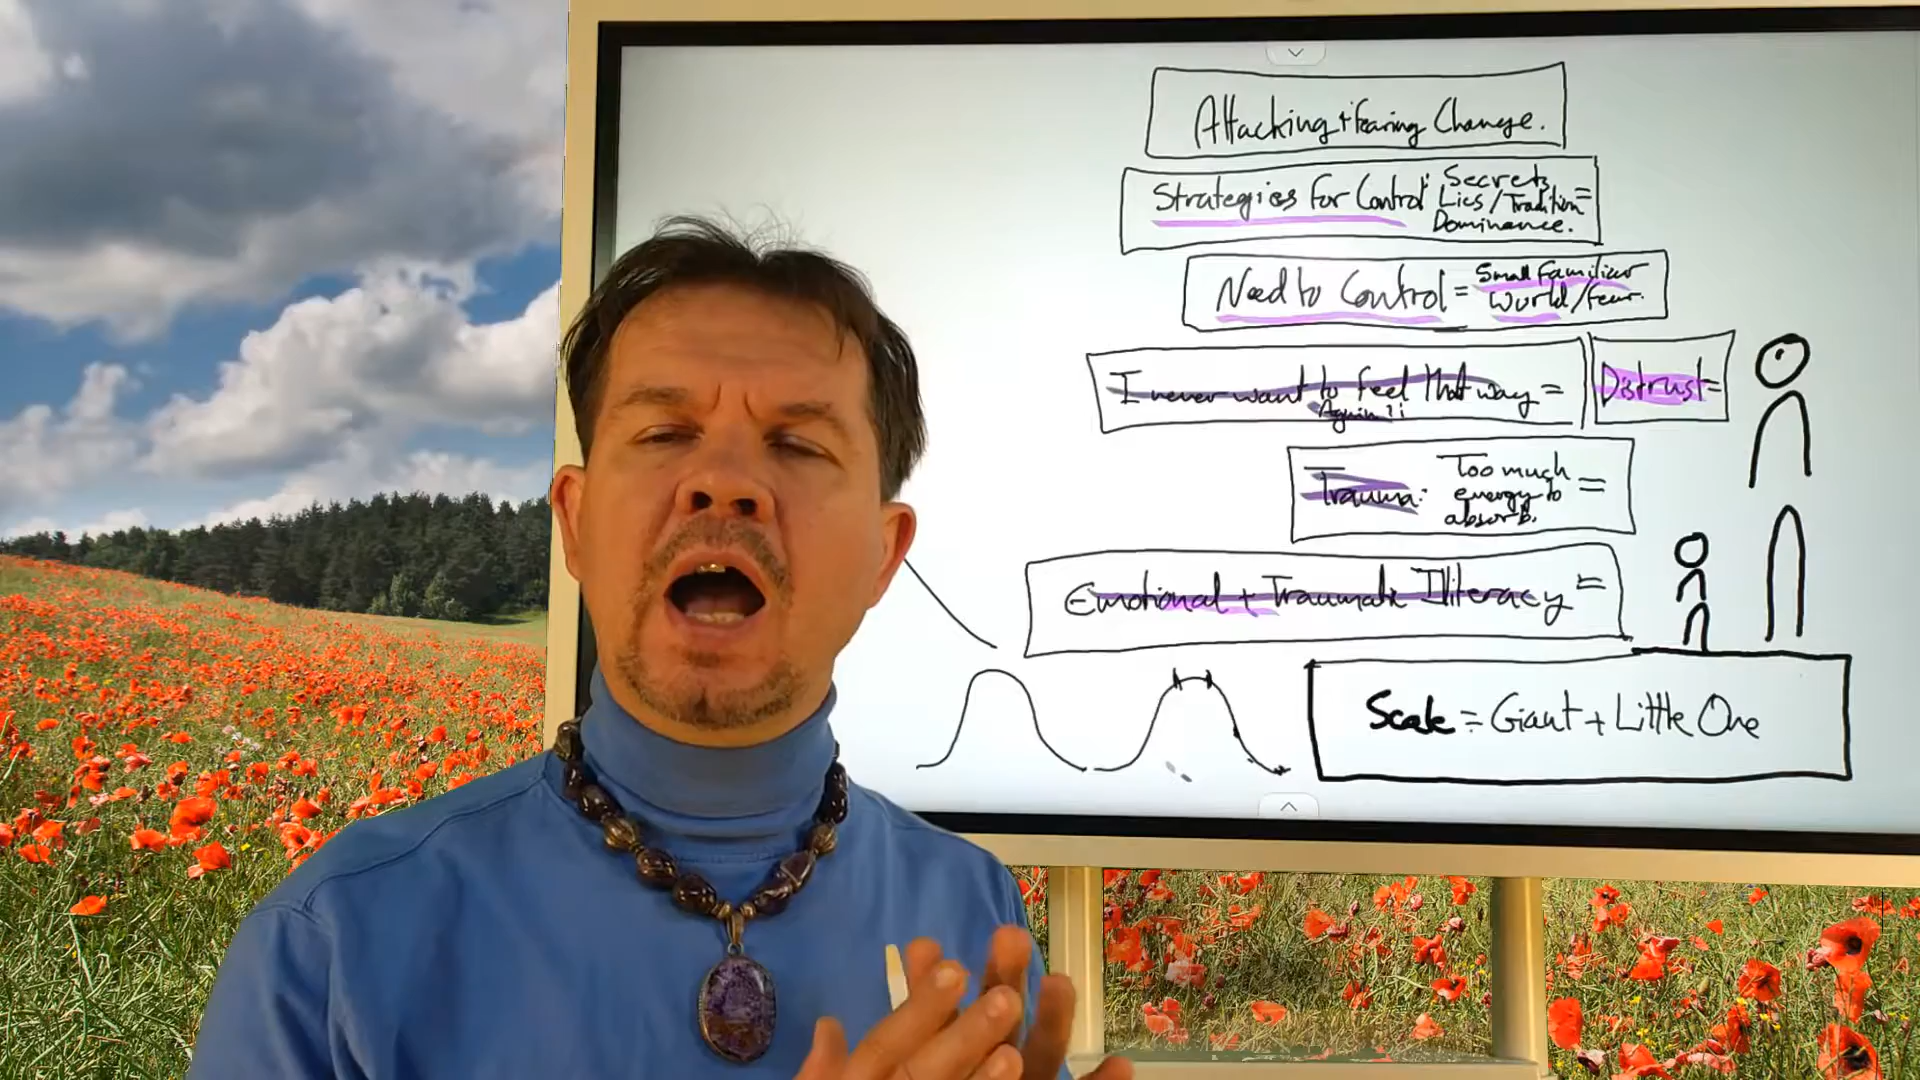 Attacking + Fearing Change.
Strategies for Control: Secrets
Lies/Tradition =
Dominance.
Need to Control = Small familiar
World/Fear.
I never want to feel that way =
Again!!
Distrust=
Trauma: Too much =
energy to
absorb.
Emotional + Traumatic Illiteracy =
Scale = Giant + Little One